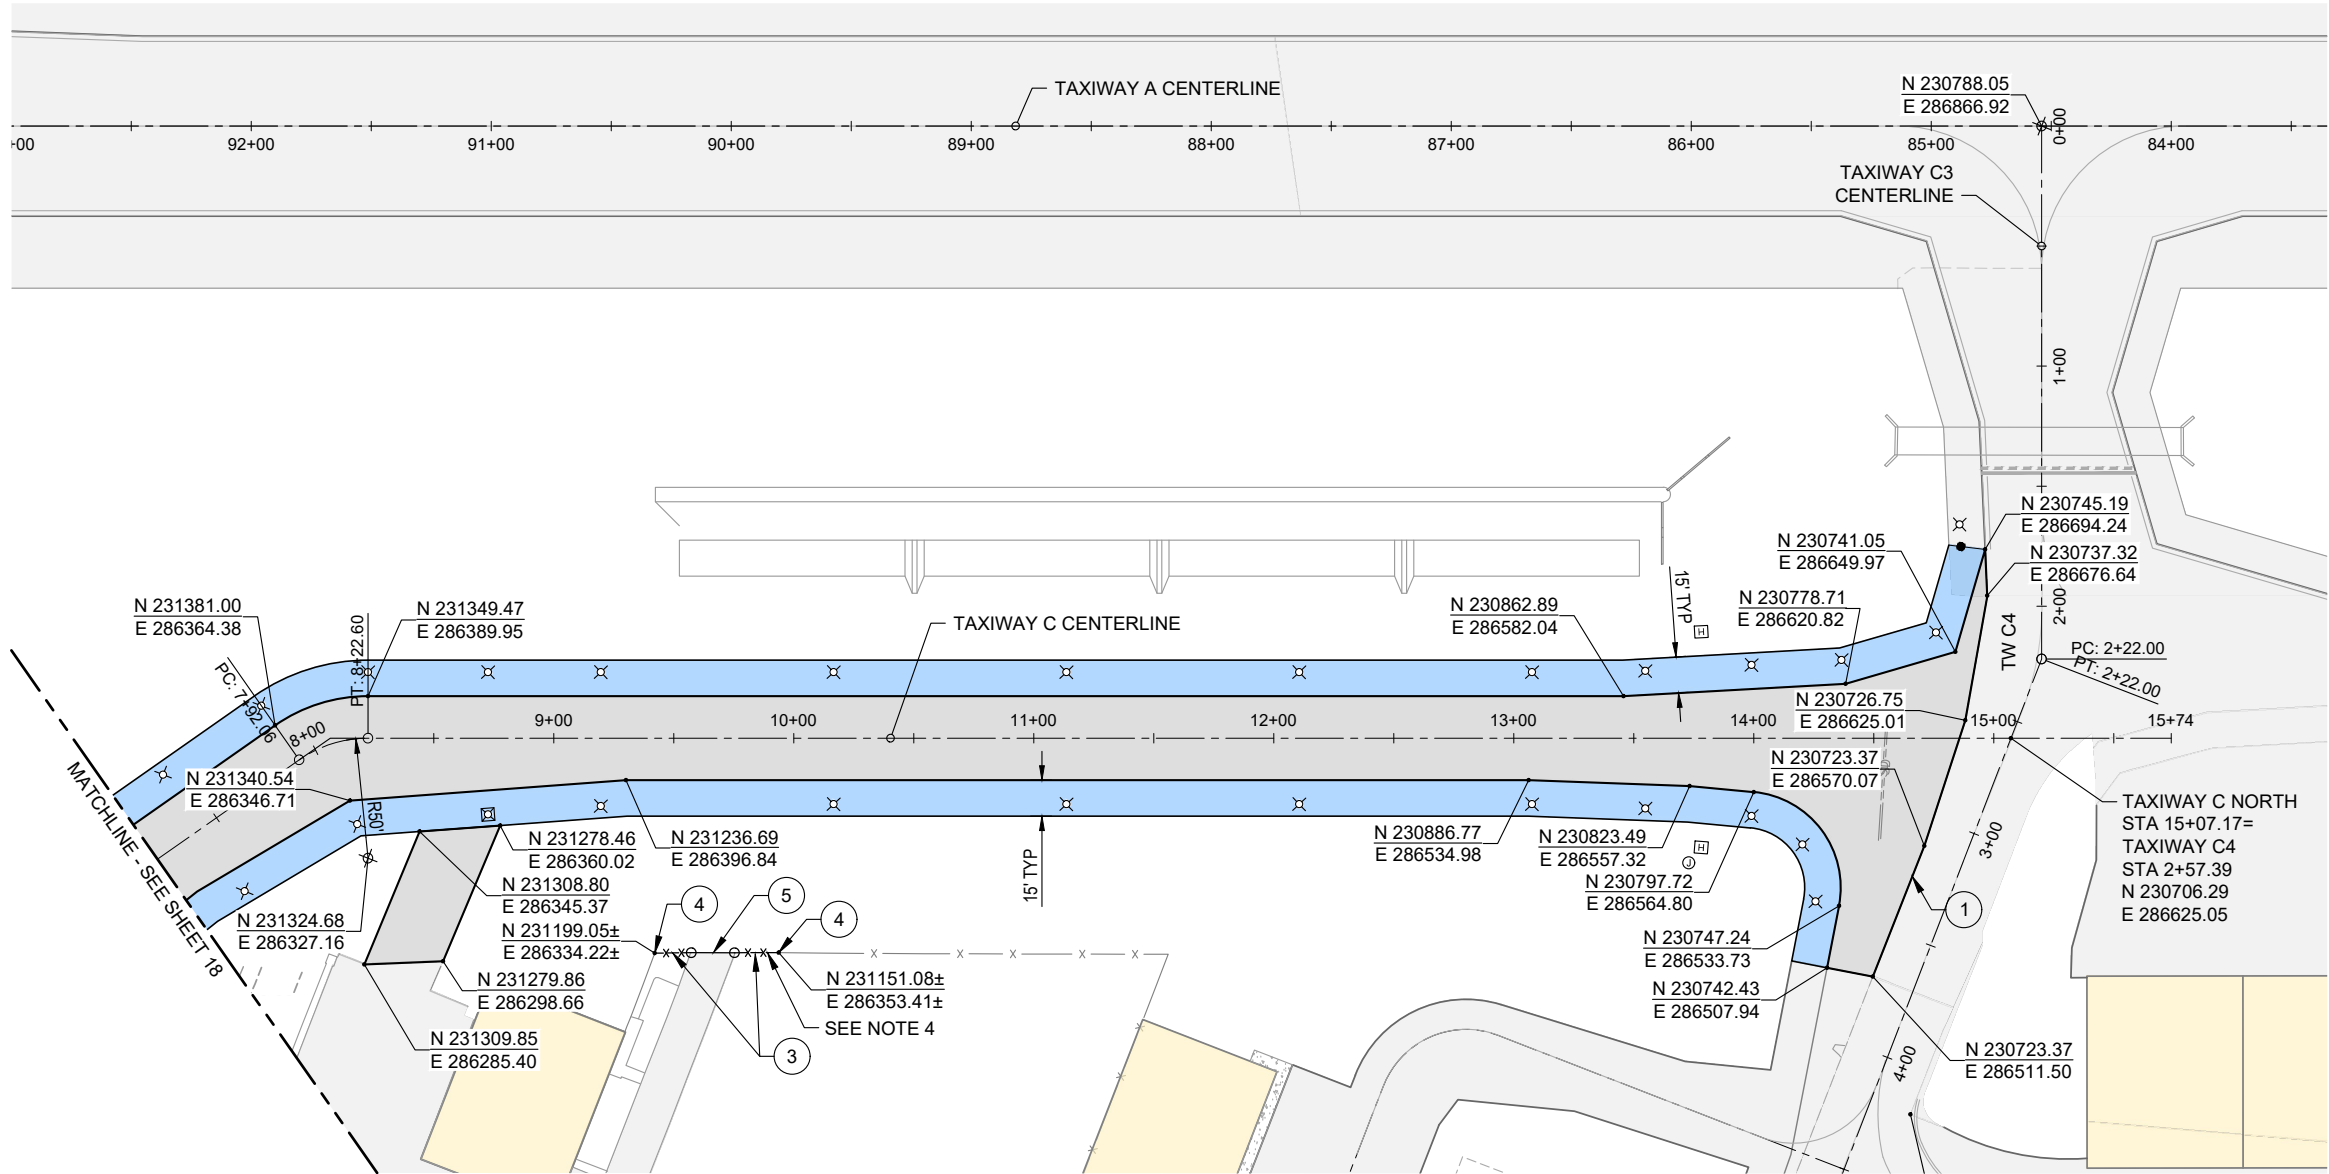 TAXIWAY A CENTERLINE
N 230788.05
E 286866.92
+00
92+00
91+00
90+00
89+00
88+00
87+00
86+00
85+00
84+00
0+00
TAXIWAY C3
CENTERLINE
1+00
N 230745.19
E 286694.24
N 230741.05
E 286649.97
N 230737.32
E 286676.64
15' TYP
H
N 230862.89
E 286582.04
N 230778.71
E 286620.82
2+00
TW C4
N 231381.00
E 286364.38
N 231349.47
E 286389.95
TAXIWAY C CENTERLINE
PC: 7+92.06
PT: 8+22.60
PC: 2+22.00
PT: 2+22.00
N 230726.75
E 286625.01
8+00
9+00
10+00
11+00
12+00
13+00
14+00
15+00
15+74
N 231340.54
E 286346.71
R50'
N 230723.37
E 286570.07
MATCHLINE - SEE SHEET 18
TAXIWAY C NORTH
STA 15+07.17=
TAXIWAY C4
STA 2+57.39
N 230706.29
E 286625.05
N 231278.46
E 286360.02
N 231236.69
E 286396.84
N 230886.77
E 286534.98
N 230823.49
E 286557.32
H
J
3+00
15' TYP
N 231308.80
E 286345.37
N 230797.72
E 286564.80
4
5
4
1
N 231324.68
E 286327.16
N 231199.05±
E 286334.22±
N 230747.24
E 286533.73
N 231279.86
E 286298.66
N 231151.08±
E 286353.41±
N 230742.43
E 286507.94
SEE NOTE 4
3
N 231309.85
E 286285.40
N 230723.37
E 286511.50
4+00